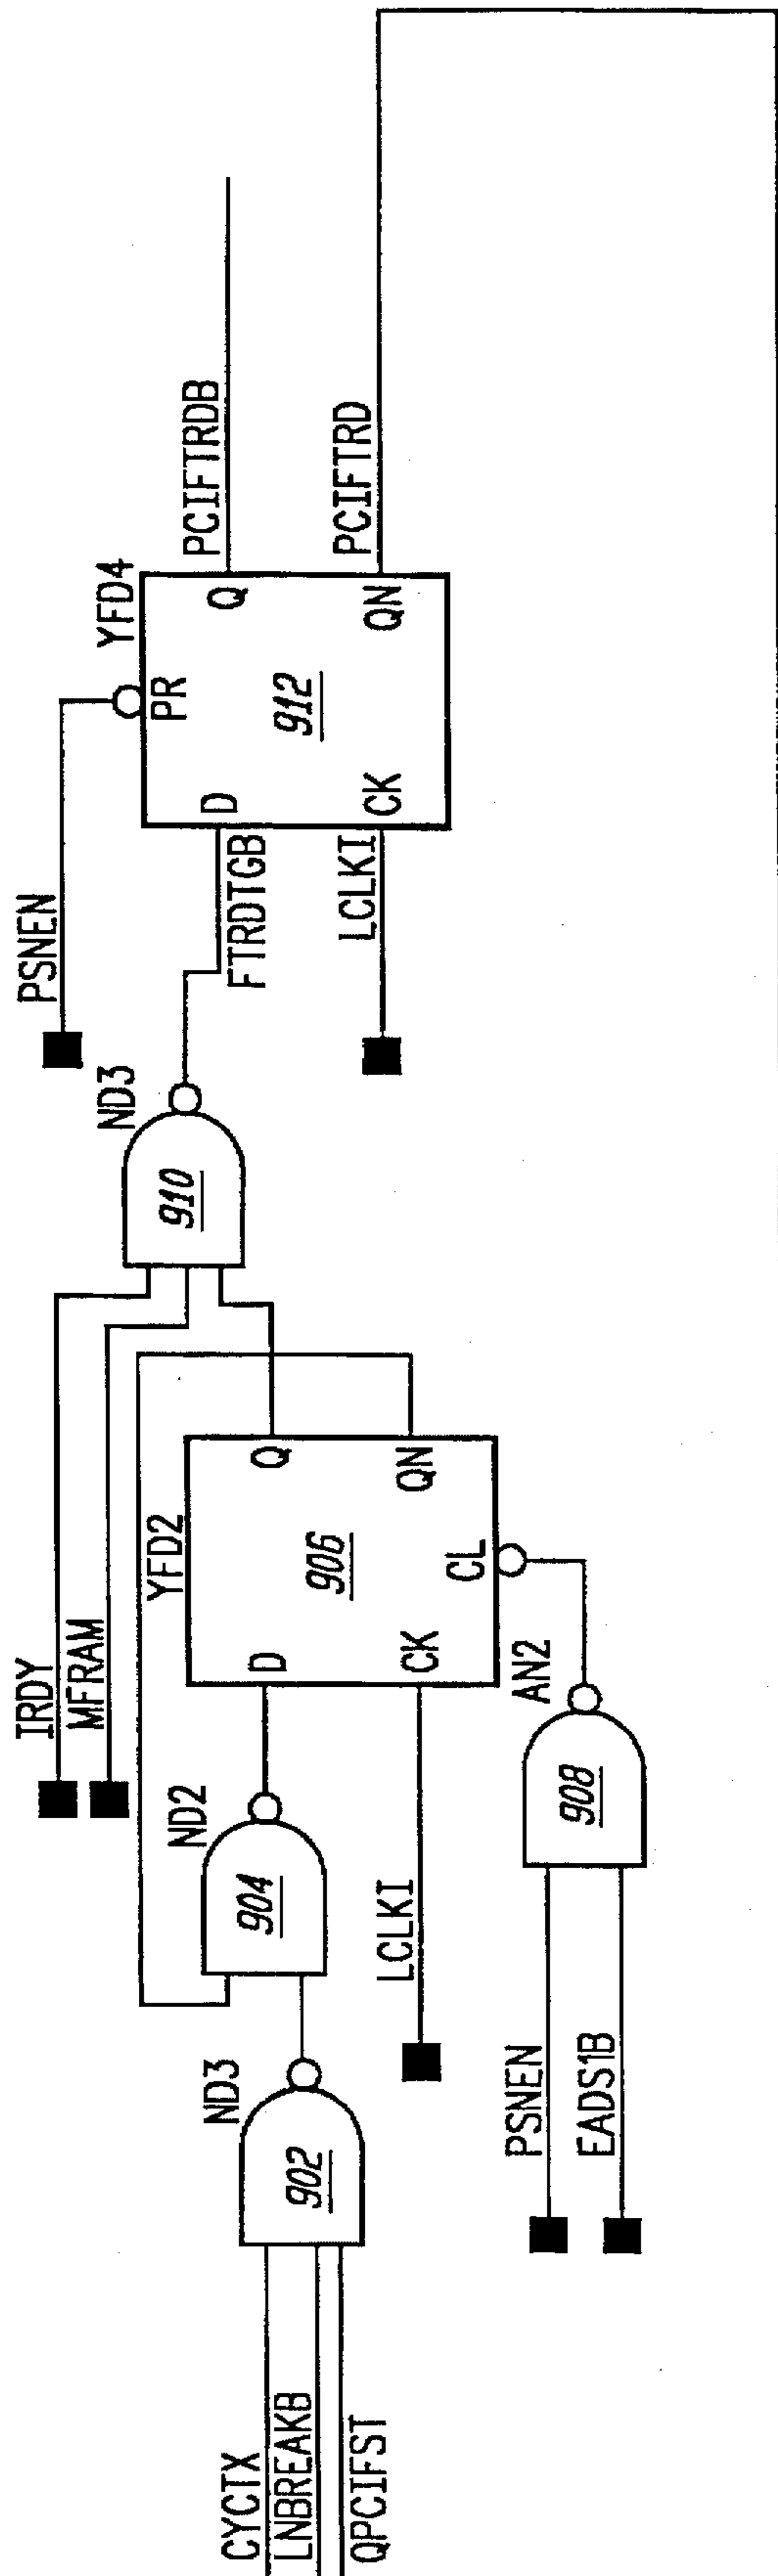 CYCTX
LNBREAKB
QPCIFST
ND3
902
ND2
904
IRDY
MFRAM
YFD2
D
Q
906
CK
QN
CL
LCLKI
PSNEN
EADS1B
AN2
908
ND3
910
PSNEN
FTRDTGB
LCLKI
YFD4
PR
D
Q
912
CK
QN
PCIFTRDB
PCIFTRD